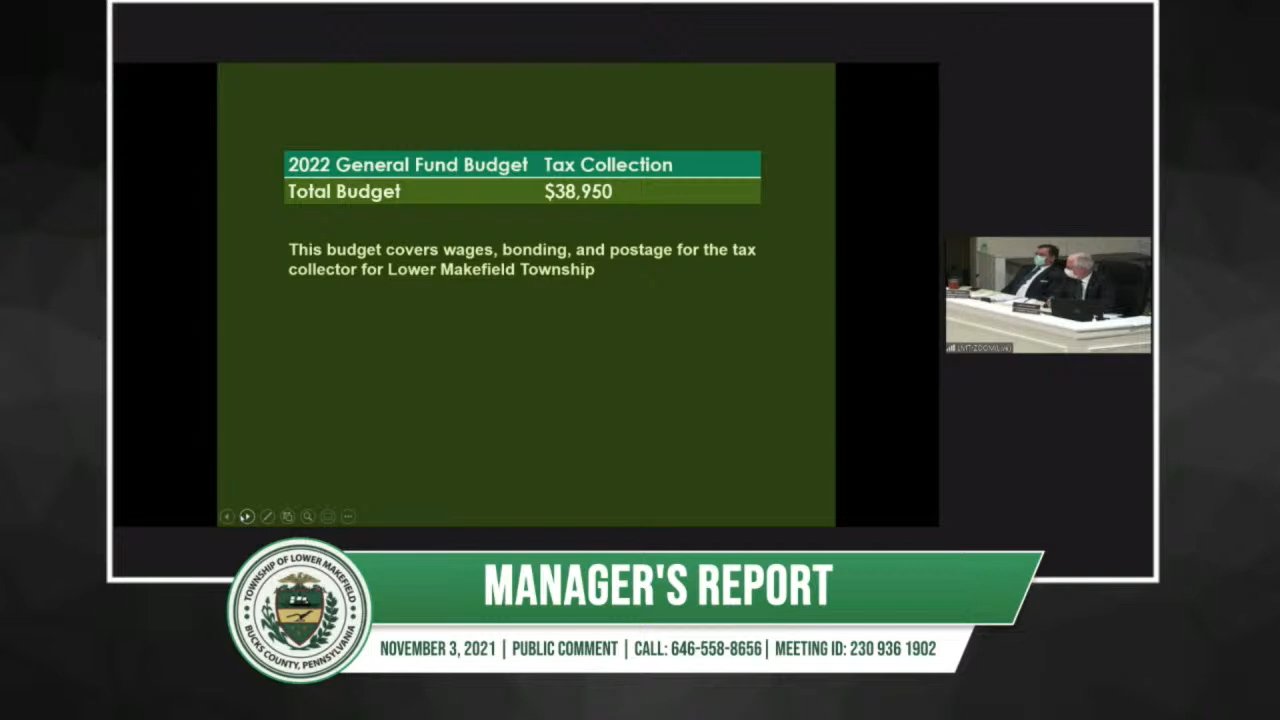 2022 General Fund Budget Tax Collection
Total Budget $38,950
This budget covers wages, bonding, and postage for the tax
collector for Lower Makefield Township
TOWNSHIP OF LOWER MAKEFIELD
BUCKS COUNTY, PENNSYLVANIA
MANAGER'S REPORT
NOVEMBER 3, 2021 | PUBLIC COMMENT | CALL: 646-558-8656 | MEETING ID: 230 936 1902